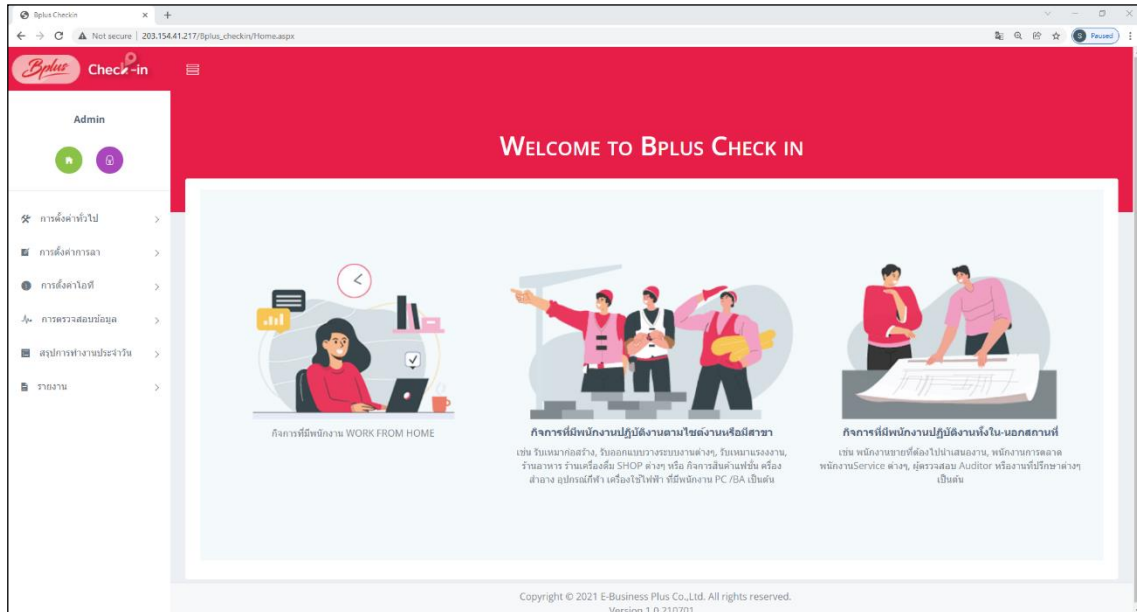 Bplus Checkin
Not secure | 203.154.41.217/Bplus_checkin/Home.aspx
S Paused
Bplus Check-in
Admin
WELCOME TO BPLUS CHECK IN
การตั้งค่าทั่วไป
การตั้งค่าการลา
การตั้งค่าโอที
การตรวจสอบข้อมูล
สรุปการทำงานประจำวัน
รายงาน
กิจการที่มีพนักงาน WORK FROM HOME
กิจการที่มีพนักงานปฏิบัติงานตามไซต์งานหรือมีสาขา
เช่น รับเหมาก่อสร้าง, รับออกแบบวางระบบงานต่างๆ, รับเหมาแรงงาน,
ร้านอาหาร ร้านเครื่องดื่ม SHOP ต่างๆ หรือ กิจการสินค้าแฟชั่น ครื่อง
สำอาง อุปกรณ์กีฬา เครื่องใช้ไฟฟ้า ที่มีพนักงาน PC /BA เป็นต้น
กิจการที่มีพนักงานปฏิบัติงานทั้งใน-นอกสถานที่
เช่น พนักงานขายที่ต้องไปนำเสนองาน, พนักงานการตลาด
พนักงานService ต่างๆ, ผู้ตรวจสอบ Auditor หรืองานที่ปรึกษาต่างๆ
เป็นต้น
Copyright © 2021 E-Business Plus Co.,Ltd. All rights reserved.
Version 1.0.210701